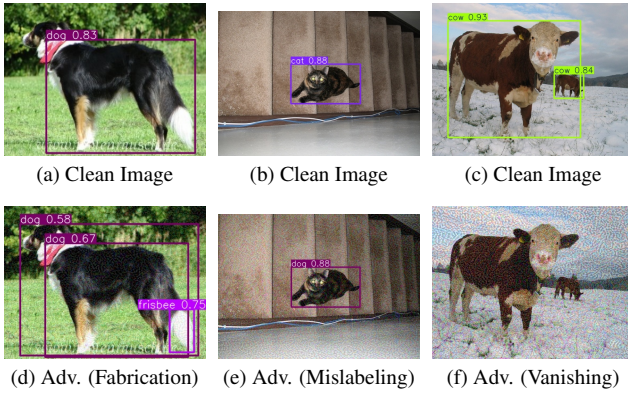 dog 0.83
cat 0.88
cow 0.93
cow 0.84
(a) Clean Image
(b) Clean Image
(c) Clean Image
dog 0.58
dog 0.67
frisbee 0.75
dog 0.88
(d) Adv. (Fabrication)
(e) Adv. (Mislabeling)
(f) Adv. (Vanishing)